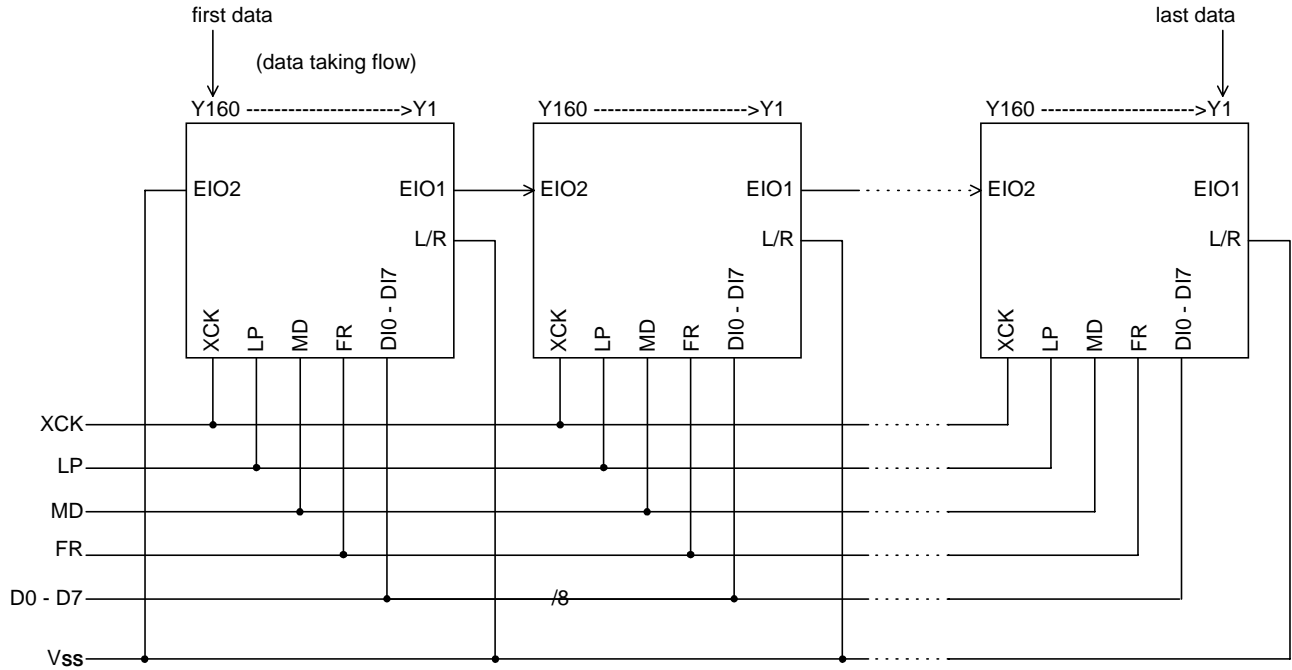 first data
last data
(data taking flow)
Y160 ---------------------->Y1
Y160 ---------------------->Y1
Y160 ---------------------->Y1
EIO2
EIO1
EIO2
EIO1
EIO2
EIO1
L/R
L/R
L/R
XCK
LP
MD
FR
DI0 - DI7
XCK
LP
MD
FR
DI0 - DI7
XCK
LP
MD
FR
DI0 - DI7
XCK
LP
MD
FR
D0 - D7
/8
Vss